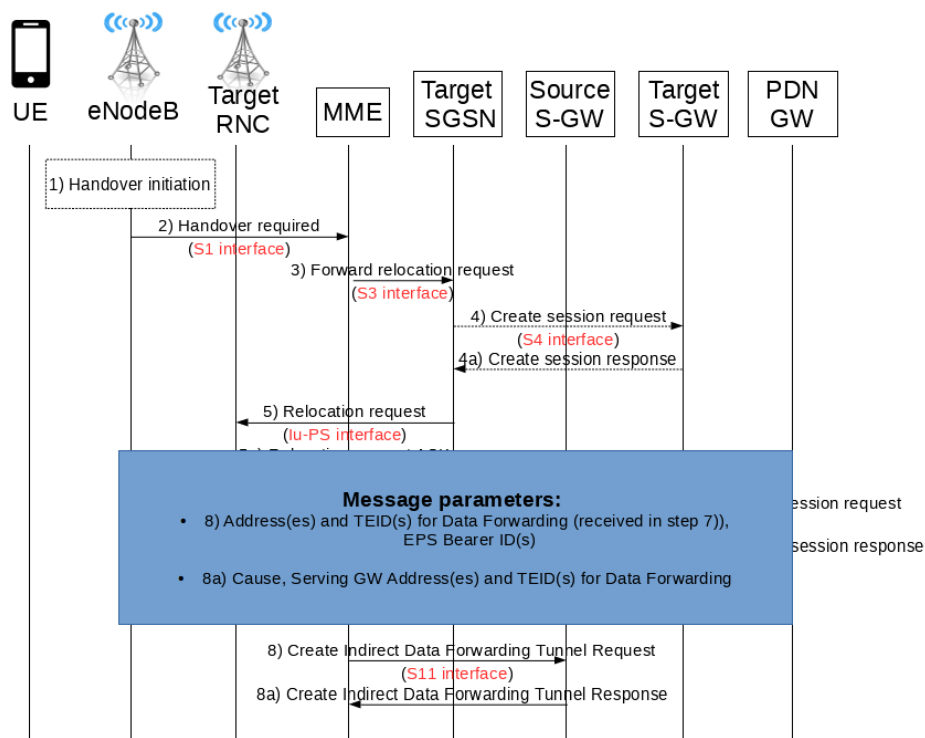 UE
eNodeB
Target
RNC
MME
Target
SGSN
Source
S-GW
Target
S-GW
PDN
GW
1) Handover initiation
2) Handover required
(S1 interface)
3) Forward relocation request
(S3 interface)
4) Create session request
(S4 interface)
4a) Create session response
5) Relocation request
(Iu-PS interface)
Message parameters:
• 8) Address(es) and TEID(s) for Data Forwarding (received in step 7)),
EPS Bearer ID(s)
• 8a) Cause, Serving GW Address(es) and TEID(s) for Data Forwarding
session request
session response
8) Create Indirect Data Forwarding Tunnel Request
(S11 interface)
8a) Create Indirect Data Forwarding Tunnel Response